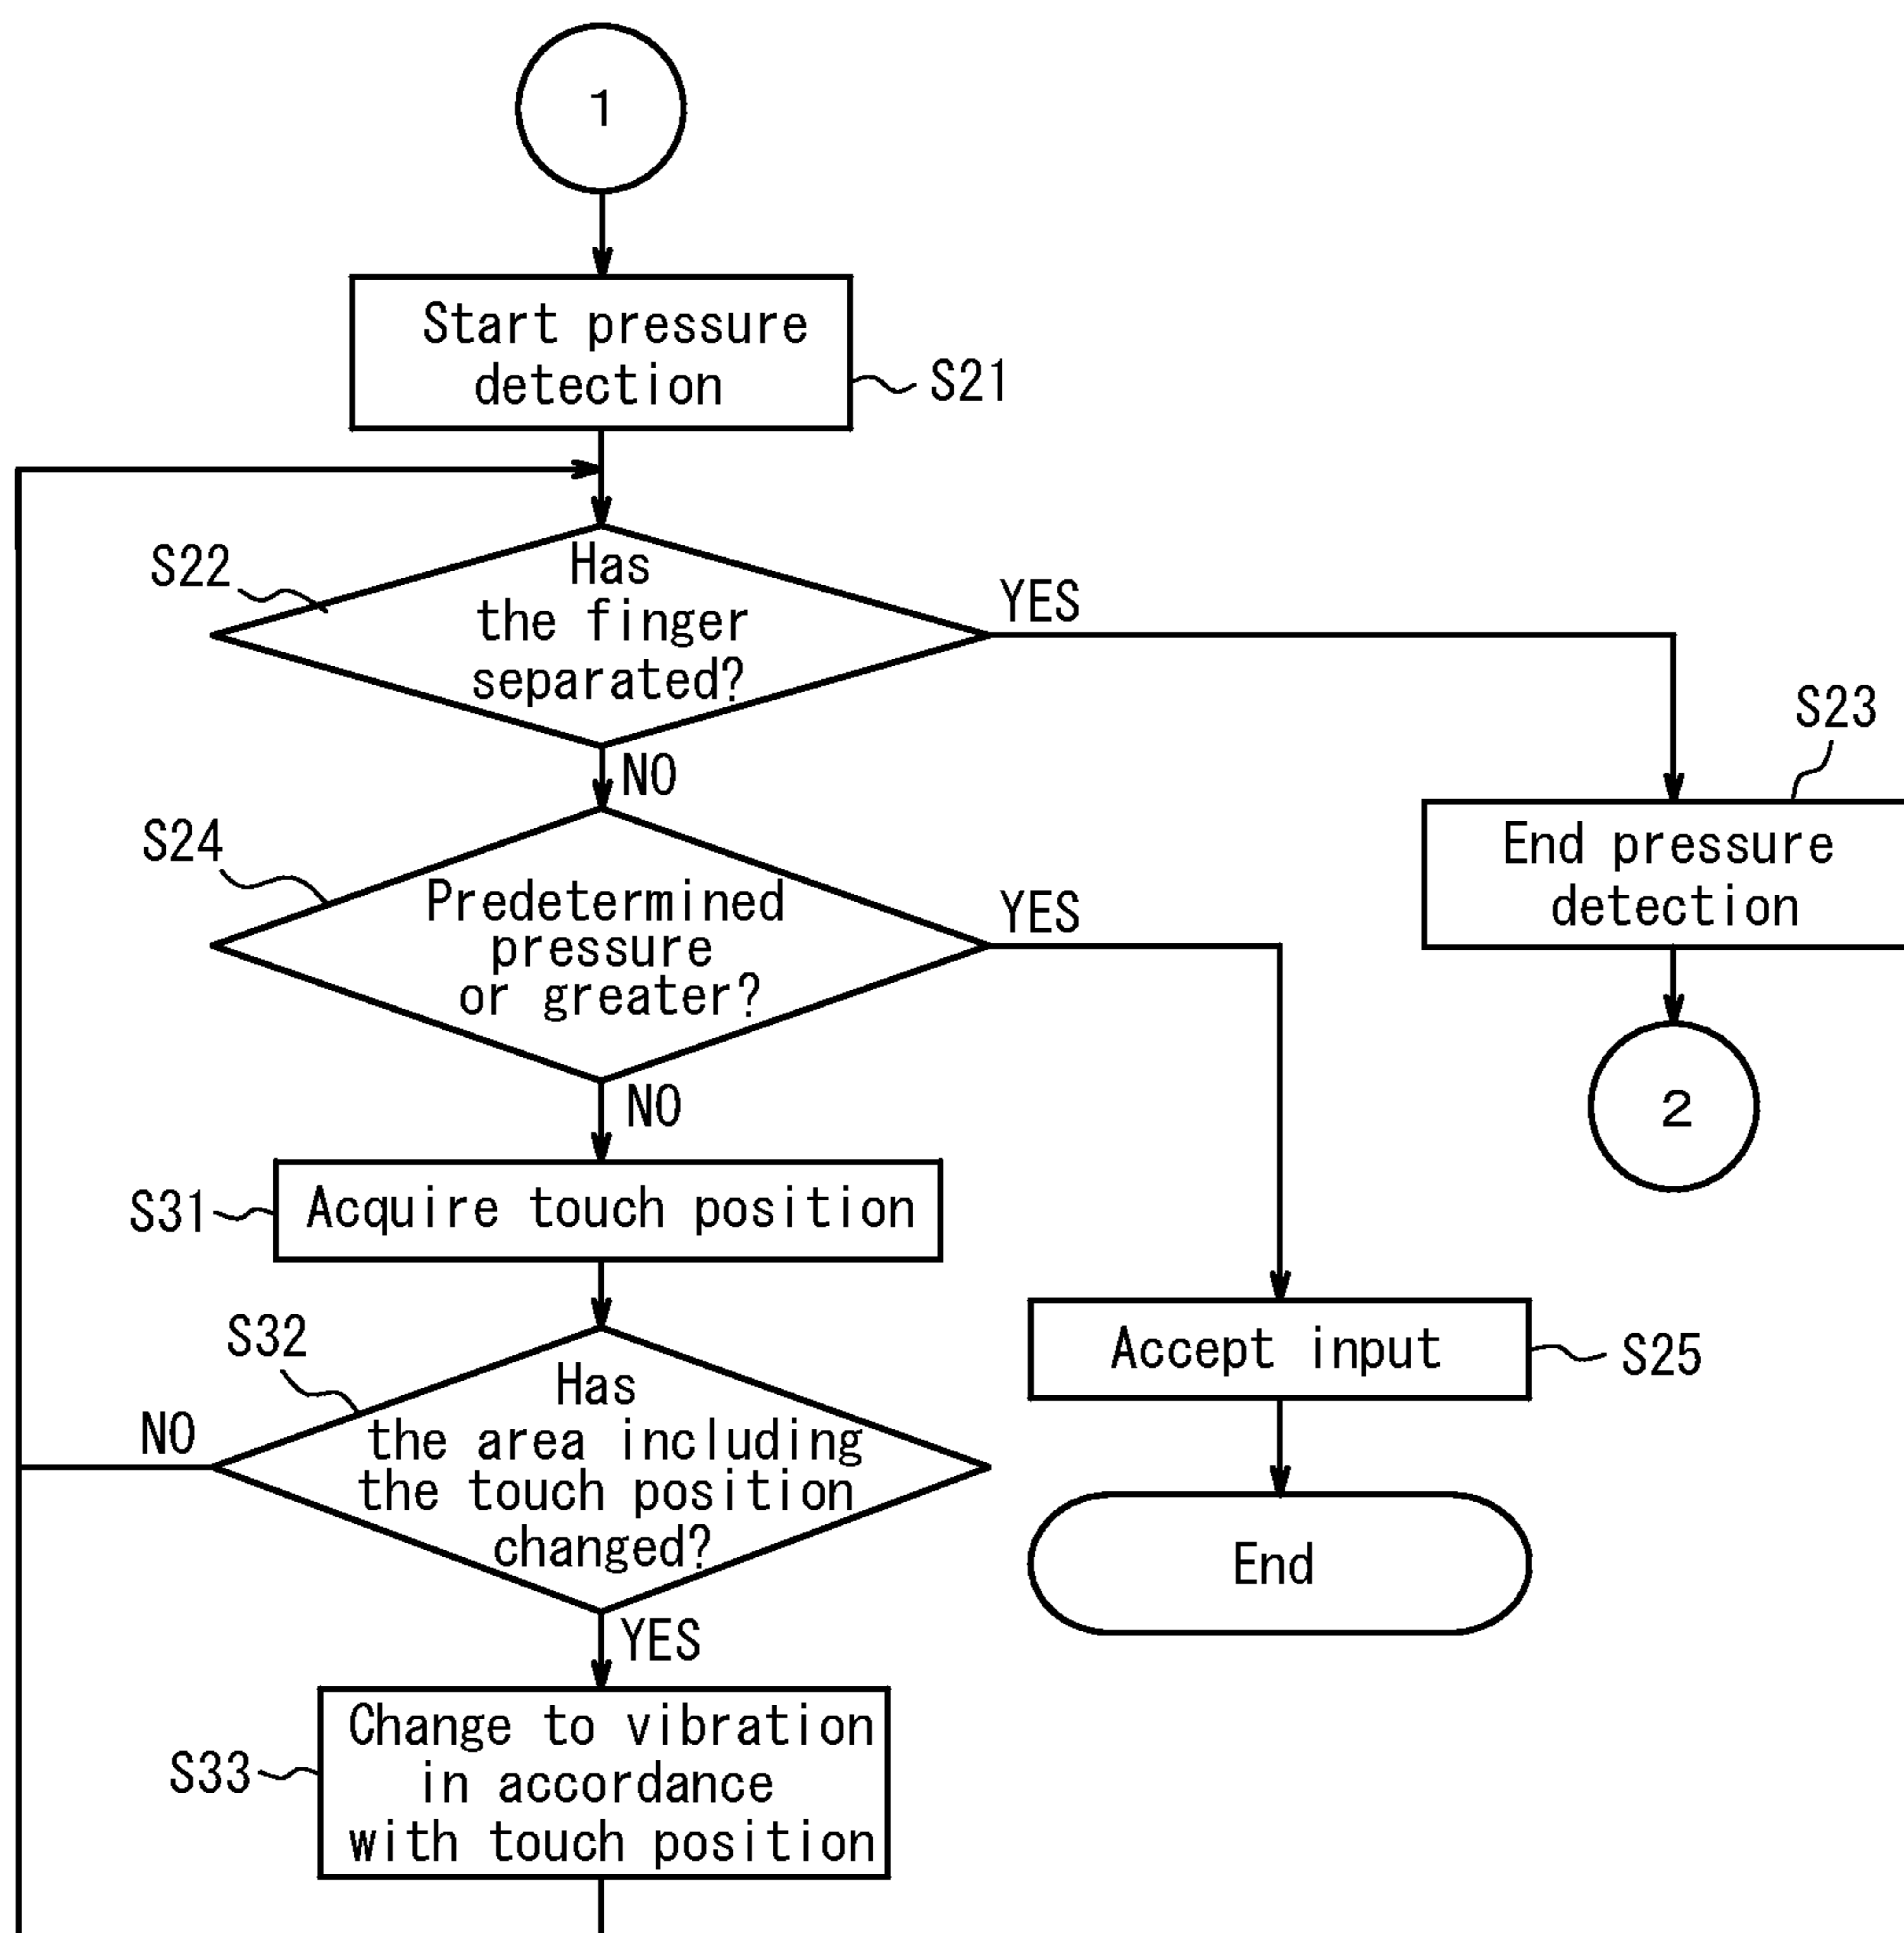 1
Start pressure
detection
S21
S22
Has
the finger
separated?
YES
NO
S23
End pressure
detection
2
S24
Predetermined
pressure
or greater?
YES
NO
S31
Acquire touch position
S32
Has
the area including
the touch position
changed?
NO
YES
Accept input
S25
End
S33
Change to vibration
in accordance
with touch position